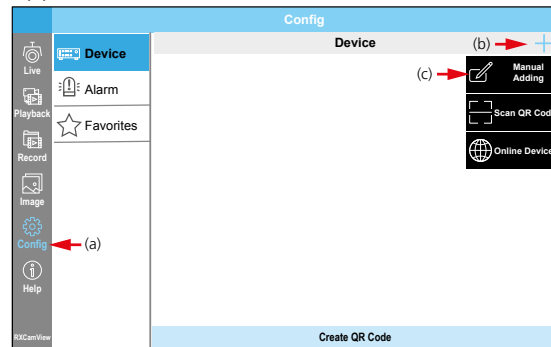 Config
Live
Playback
Record
Image
Config
Help
RXCamView
Device
Alarm
Favorites
Device
(b)
(c)
Manual
Adding
Scan QR Cod
Online Device
(a)
Create QR Code